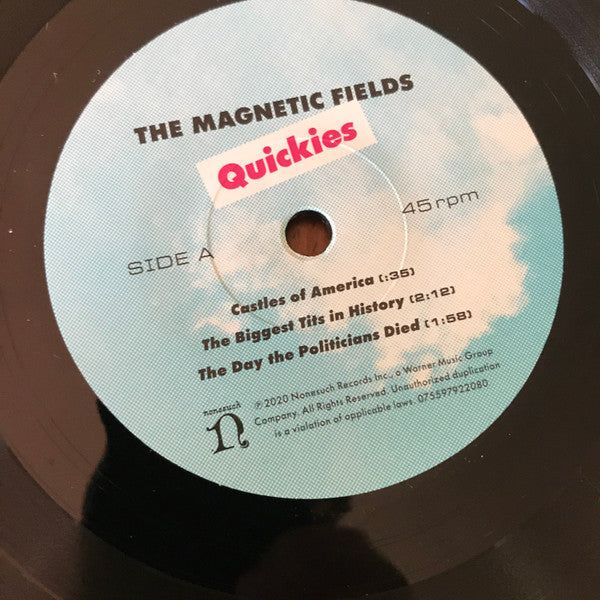 THE MAGNETIC FIELDS
Quickies
SIDE A
45 rpm
Castles of America (:35)
The Biggest Tits in History (2:12)
The Day the Politicians Died (1:58)
nonesuch
N
℗2020 Nonesuch Records Inc., a Warner Music Group
Company. All Rights Reserved. Unauthorized duplication
is a violation of applicable laws. 075597922080